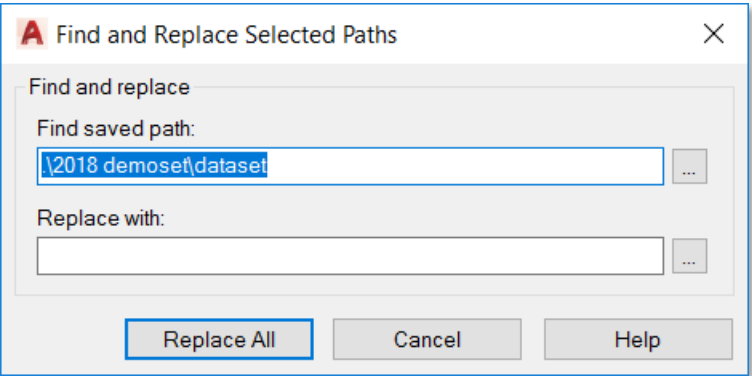 Find and Replace Selected Paths
Find and replace
Find saved path:
.\2018 demoset\dataset
...
Replace with:
...
Replace All
Cancel
Help